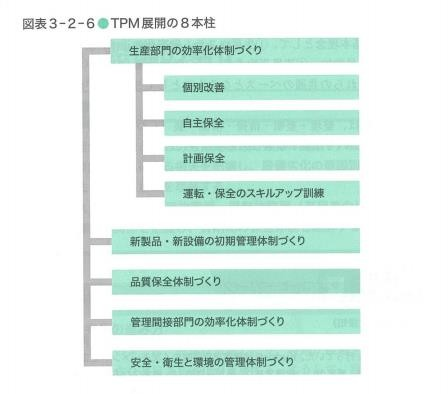 図表3-2-6●TPM展開の8本柱
生産部門の効率化体制づくり
個別改善
自主保全
計画保全
運転・保全のスキルアップ訓練
新製品・新設備の初期管理体制づくり
品質保全体制づくり
管理間接部門の効率化体制づくり
安全・衛生と環境の管理体制づくり